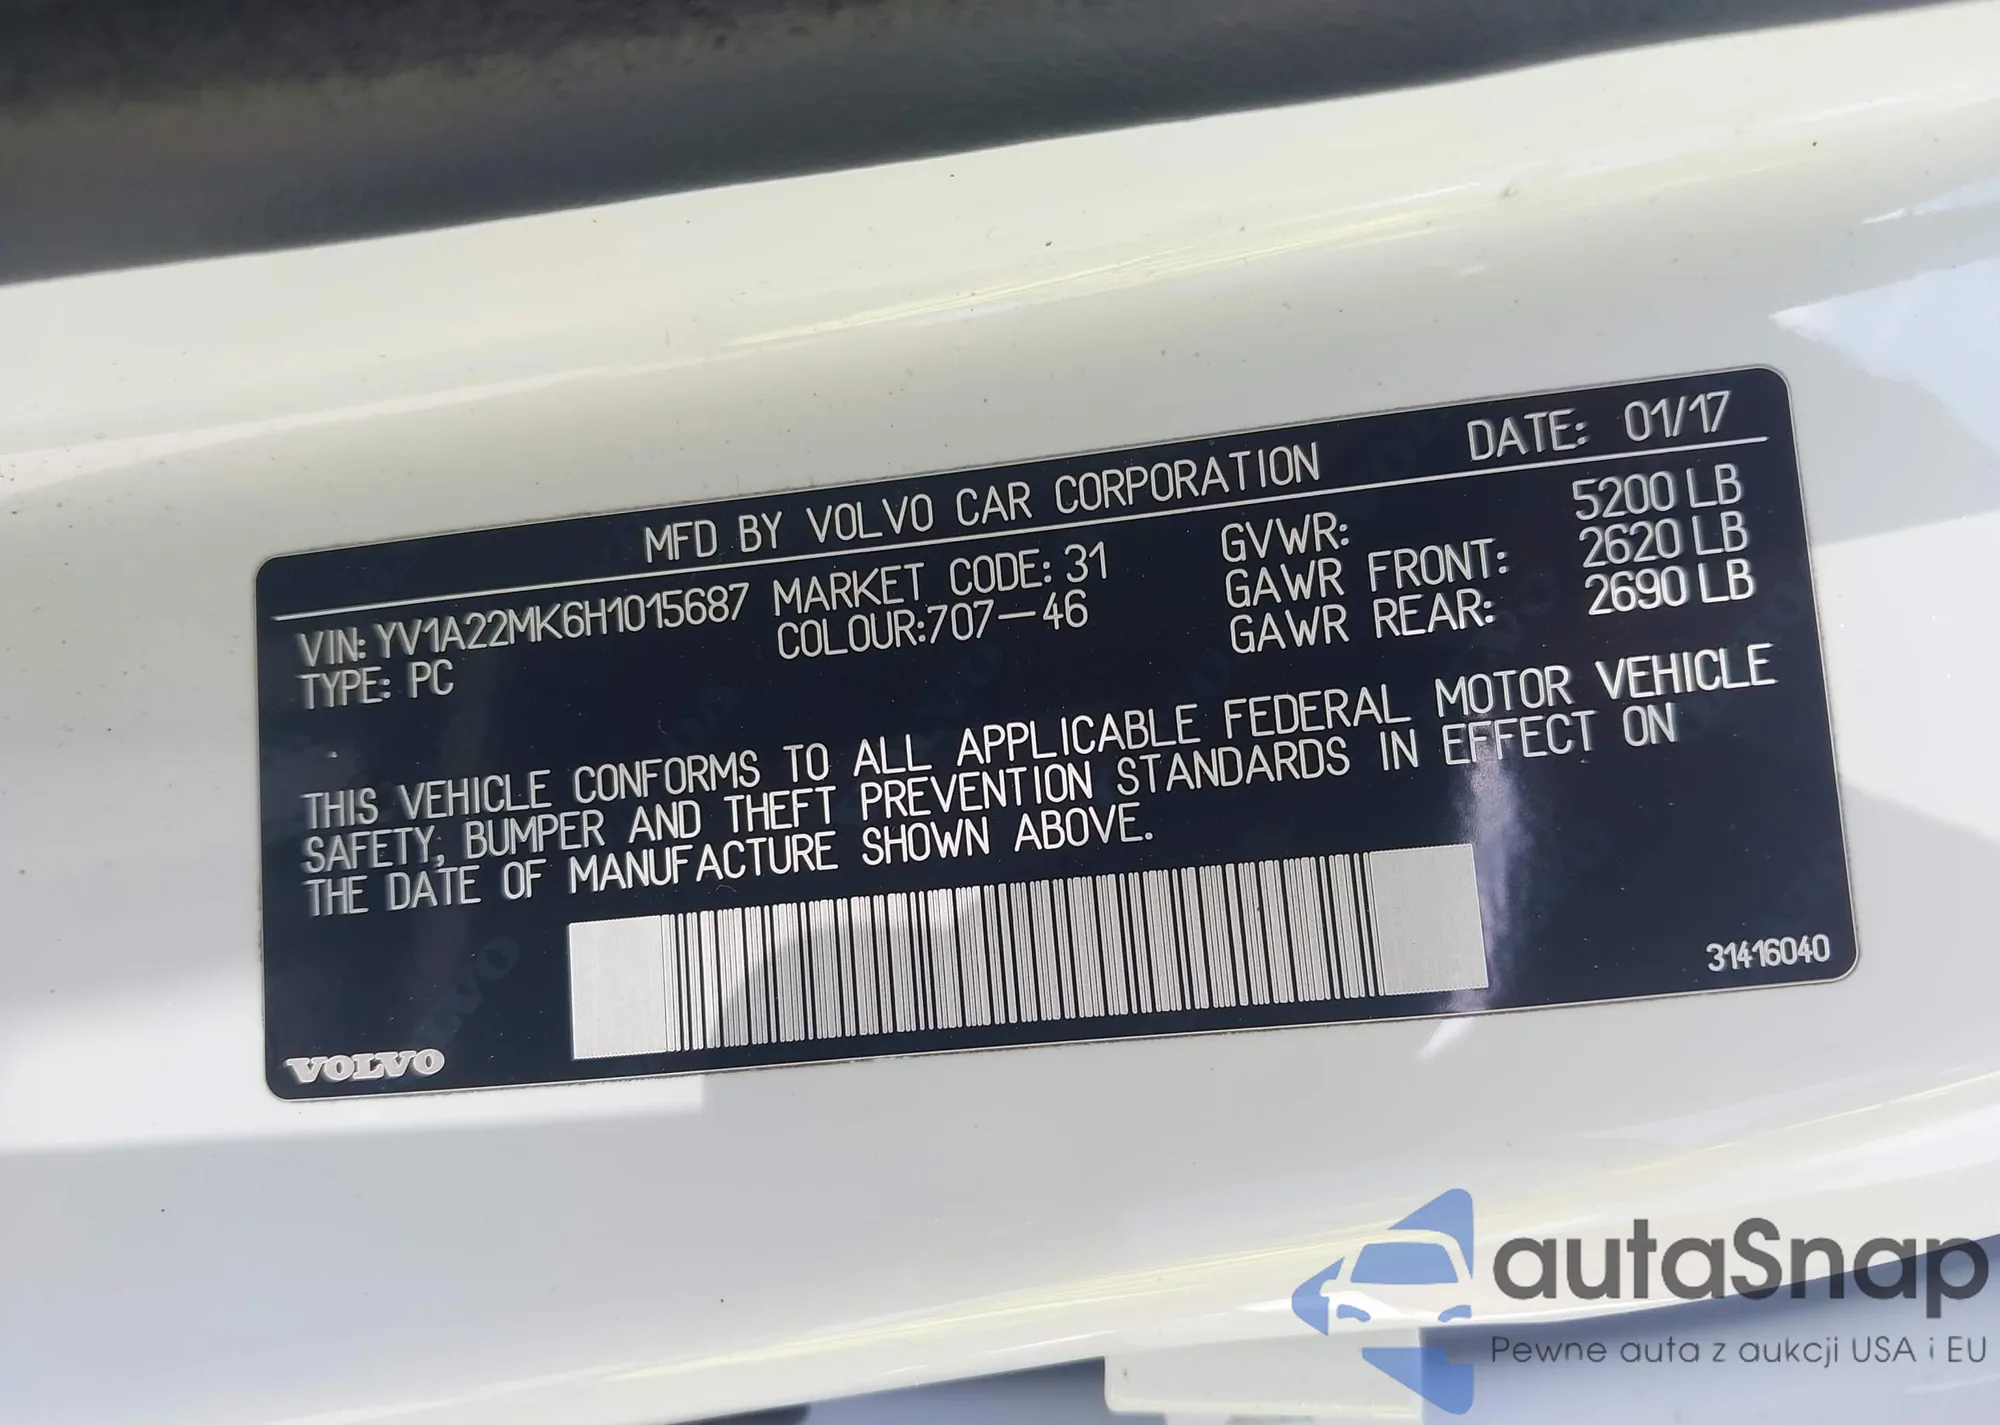 MFD BY VOLVO CAR CORPORATION DATE: 01/17
VIN: YV1A22MK6H1015687 MARKET CODE: 31 GVWR: 5200 LB
TYPE: PC COLOUR:707-46 GAWR FRONT: 2620 LB
GAWR REAR: 2690 LB
THIS VEHICLE CONFORMS TO ALL APPLICABLE FEDERAL MOTOR VEHICLE
SAFETY, BUMPER AND THEFT PREVENTION STANDARDS IN EFFECT ON
THE DATE OF MANUFACTURE SHOWN ABOVE.
31416040
VOLVO
autaSnap
Pewne auta z aukcji USA i EU